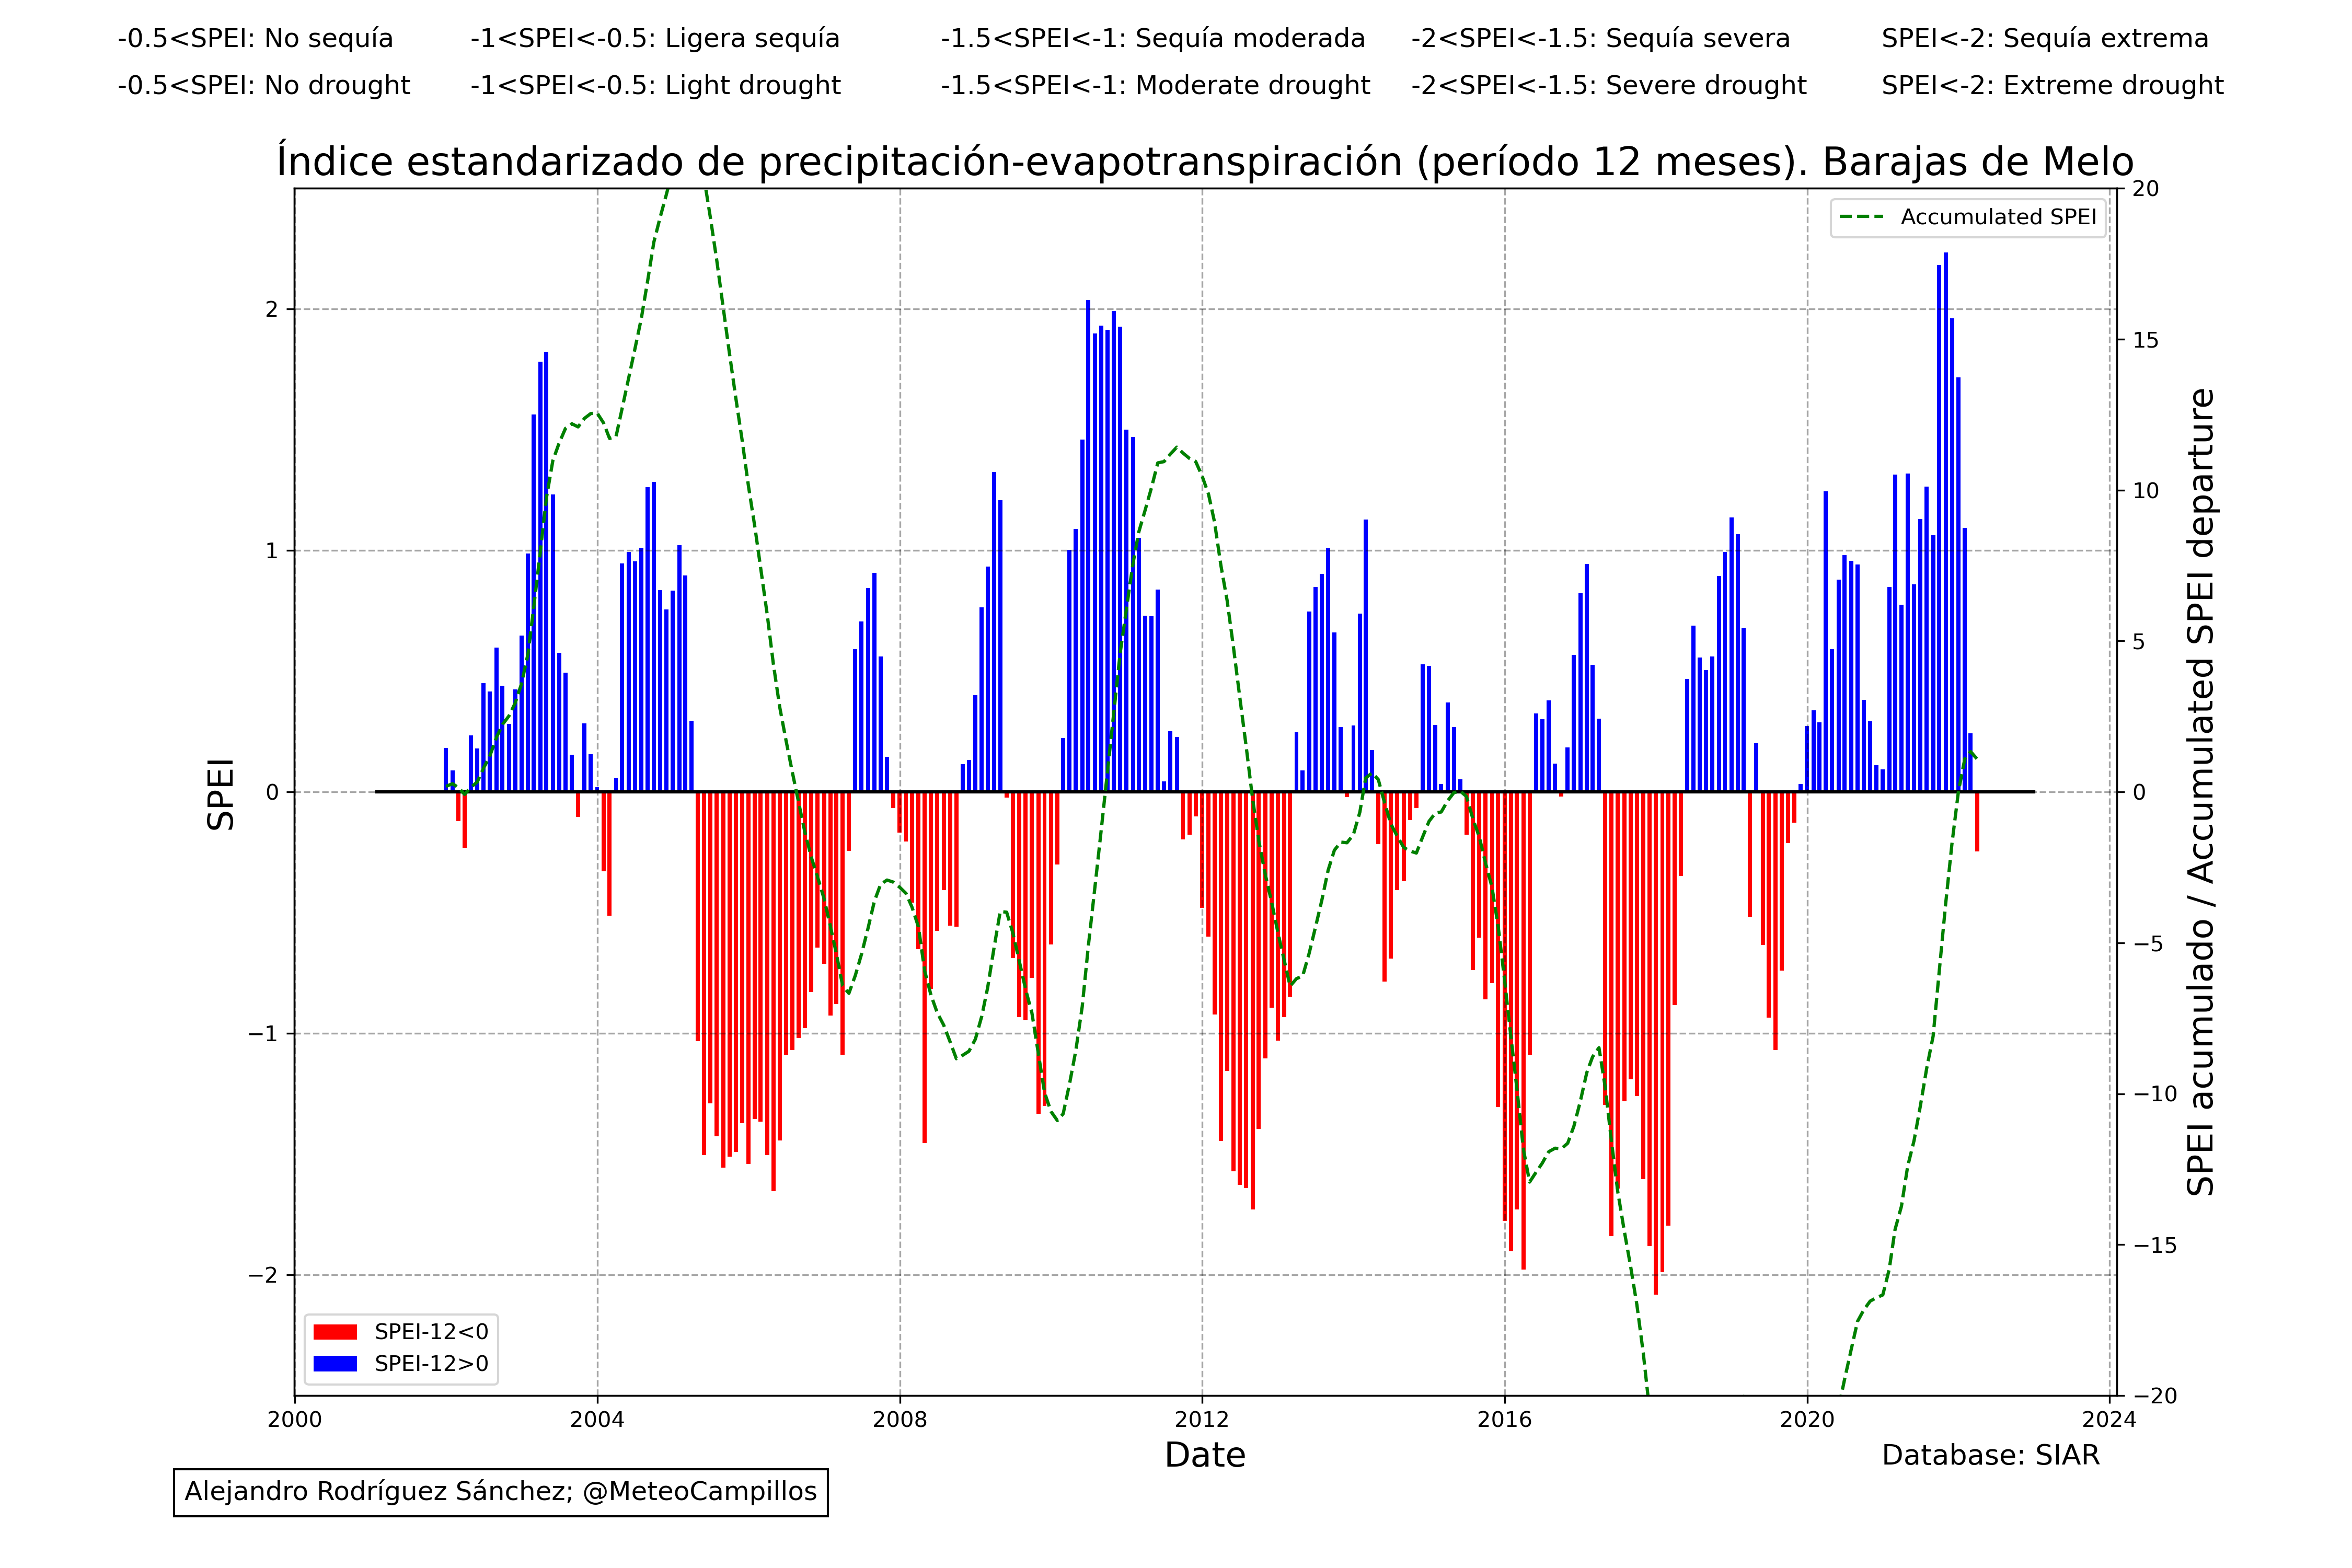 -0.5<SPEI: No sequía -1<SPEI<-0.5: Ligera sequía -1.5<SPEI<-1: Sequía moderada -2<SPEI<-1.5: Sequía severa SPEI<-2: Sequía extrema
-0.5<SPEI: No drought -1<SPEI<-0.5: Light drought -1.5<SPEI<-1: Moderate drought -2<SPEI<-1.5: Severe drought SPEI<-2: Extreme drought
Índice estandarizado de precipitación-evapotranspiración (período 12 meses). Barajas de Melo
Accumulated SPEI
SPEI
2
1
0
−1
−2
20
15
10
5
0
−5
−10
−15
−20
SPEI acumulado / Accumulated SPEI departure
SPEI-12<0
SPEI-12>0
2000 2004 2008 2012 2016 2020 2024
Date
Database: SIAR
Alejandro Rodríguez Sánchez; @MeteoCampillos